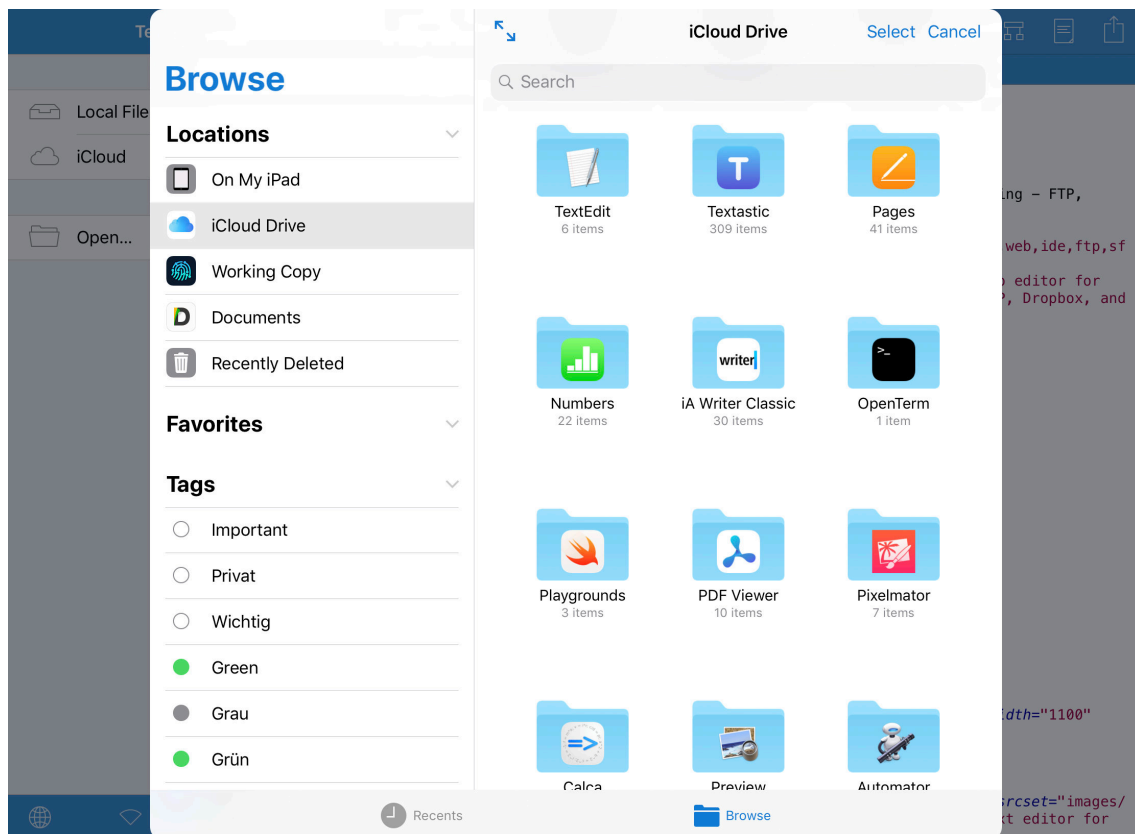 Te
Local File
iCloud
Open...
Browse
Locations
On My iPad
iCloud Drive
Working Copy
Documents
Recently Deleted
Favorites
Tags
Important
Privat
Wichtig
Green
Grau
Grün
iCloud Drive
Select Cancel
Search
TextEdit Textastic Pages
6 items 309 items 41 items
T
Numbers iA Writer Classic OpenTerm
22 items 30 items 1 item
writer
>_
Playgrounds PDF Viewer Pixelmator
3 items 10 items 7 items
=>
Calca Preview Automator
Recents Browse
ing – FTP,
web,ide,ftp,sf
editor for
P, Dropbox, and
idth="1100"
srcset="images/
xt editor for